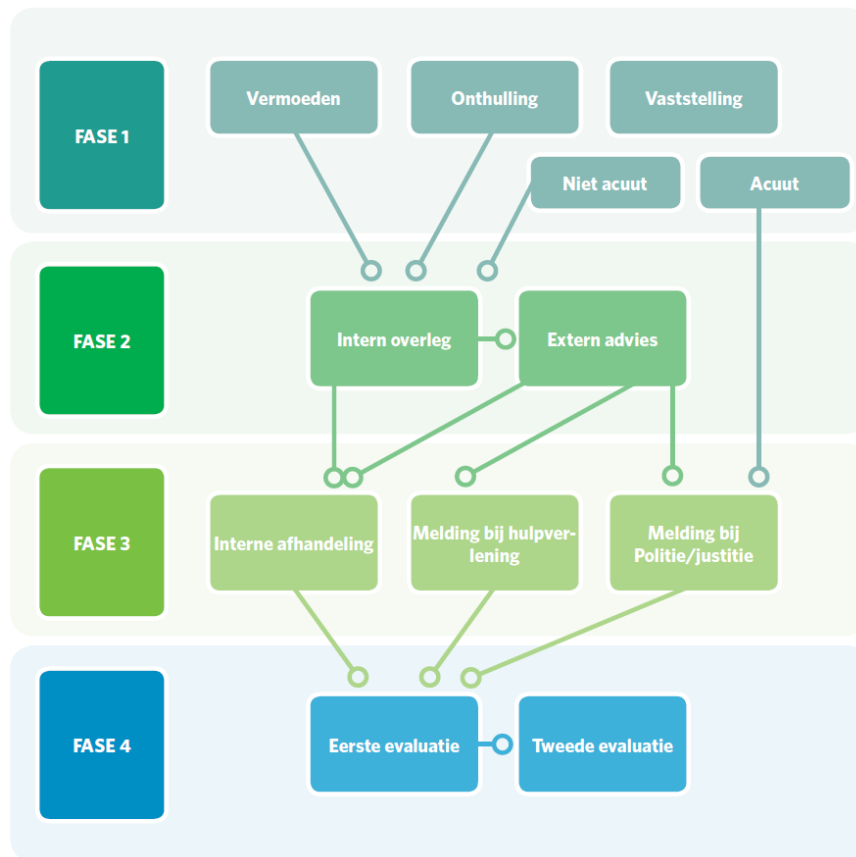 FASE 1
Vermoeden
Onthulling
Vaststelling
Niet acuut
Acuut
FASE 2
Intern overleg
Extern advies
FASE 3
Interne afhandeling
Melding bij hulpver-
lening
Melding bij
Politie/justitie
FASE 4
Eerste evaluatie
Tweede evaluatie